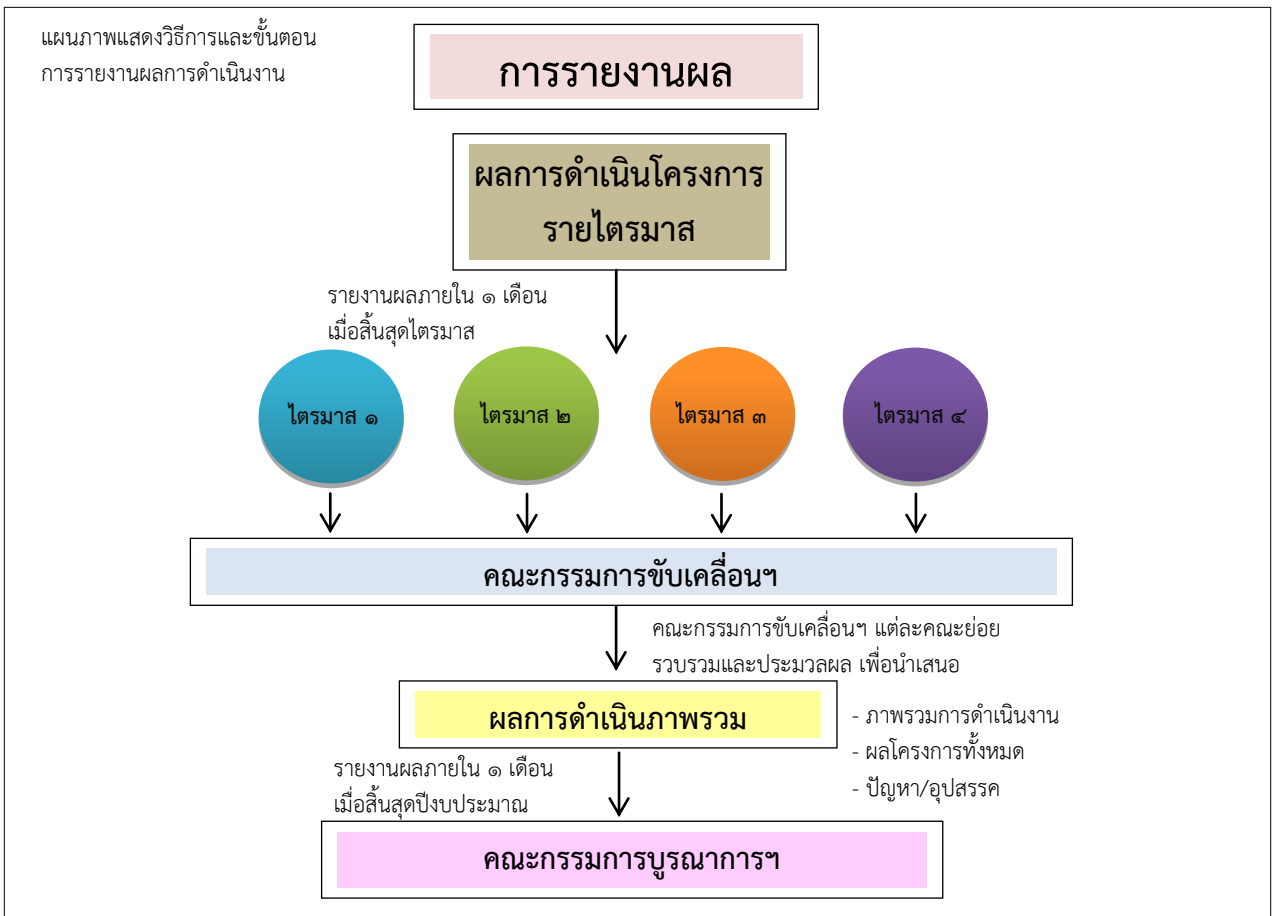 แผนภาพแสดงวิธีการและขั้นตอน
การรายงานผลการดำเนินงาน
การรายงานผล
ผลการดำเนินโครงการ
รายไตรมาส
รายงานผลภายใน ๑ เดือน
เมื่อสิ้นสุดไตรมาส
ไตรมาส ๑
ไตรมาส ๒
ไตรมาส ๓
ไตรมาส ๔
คณะกรรมการขับเคลื่อนฯ
คณะกรรมการขับเคลื่อนฯ แต่ละคณะย่อย
รวบรวมและประมวลผล เพื่อนำเสนอ
ผลการดำเนินภาพรวม
- ภาพรวมการดำเนินงาน
- ผลโครงการทั้งหมด
- ปัญหา/อุปสรรค
รายงานผลภายใน ๑ เดือน
เมื่อสิ้นสุดปีงบประมาณ
คณะกรรมการบูรณาการฯ